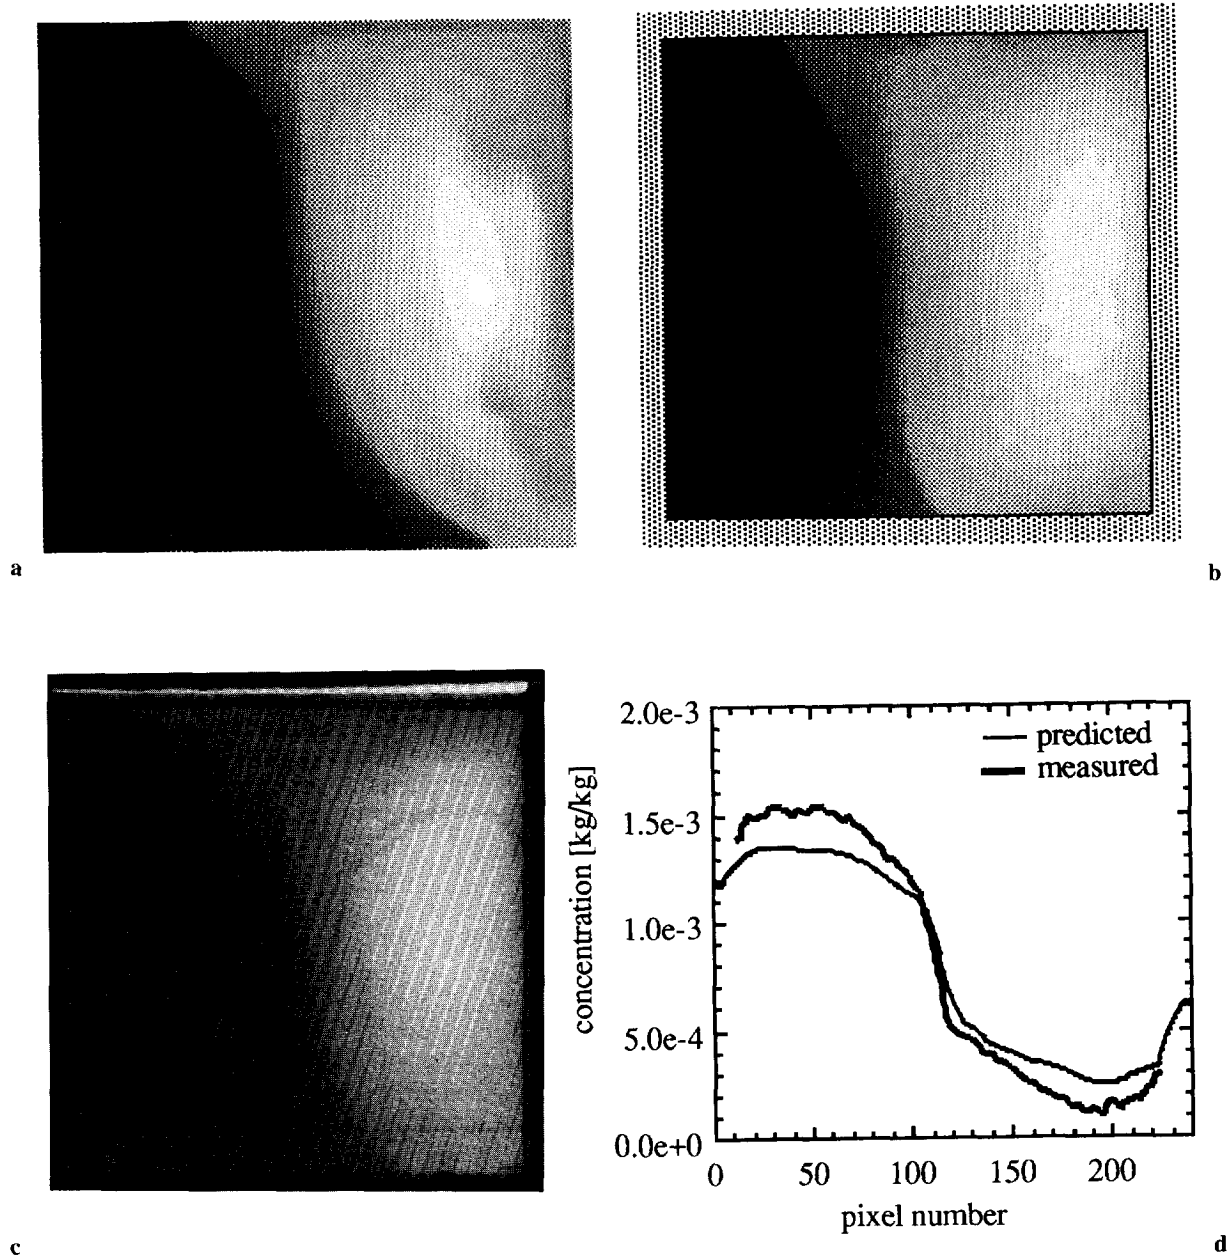 a
b
2.0e-3
1.5e-3
1.0e-3
5.0e-4
0.0e+0
concentration [kg/kg]
predicted
measured
0
50
100
150
200
pixel number
c
d